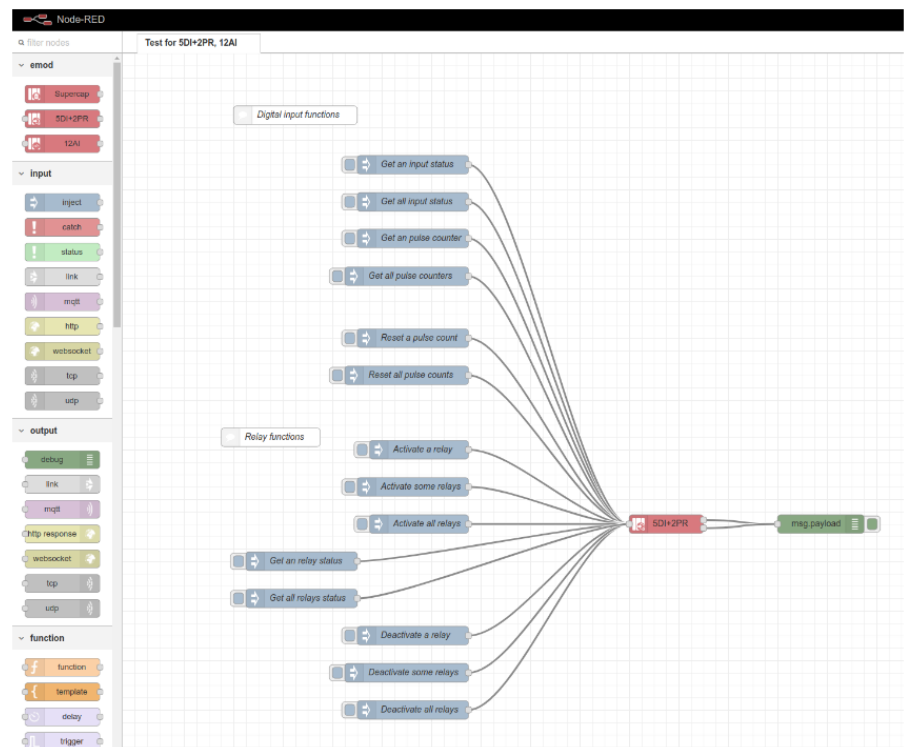 Node-RED
filter nodes
Test for 5DI+2PR, 12AI
emod
Supercap
5DI+2PR
12AI
input
inject
catch
status
link
mqtt
http
websocket
tcp
udp
output
debug
link
mqtt
http response
websocket
tcp
udp
function
function
template
delay
trigger
Digital input functions
Get an input status
Get all input status
Get an pulse counter
Get all pulse counters
Reset a pulse count
Reset all pulse counts
Relay functions
Activate a relay
Activate some relays
Activate all relays
Get an relay status
Get all relays status
Deactivate a relay
Deactivate some relays
Deactivate all relays
5DI+2PR
msg.payload